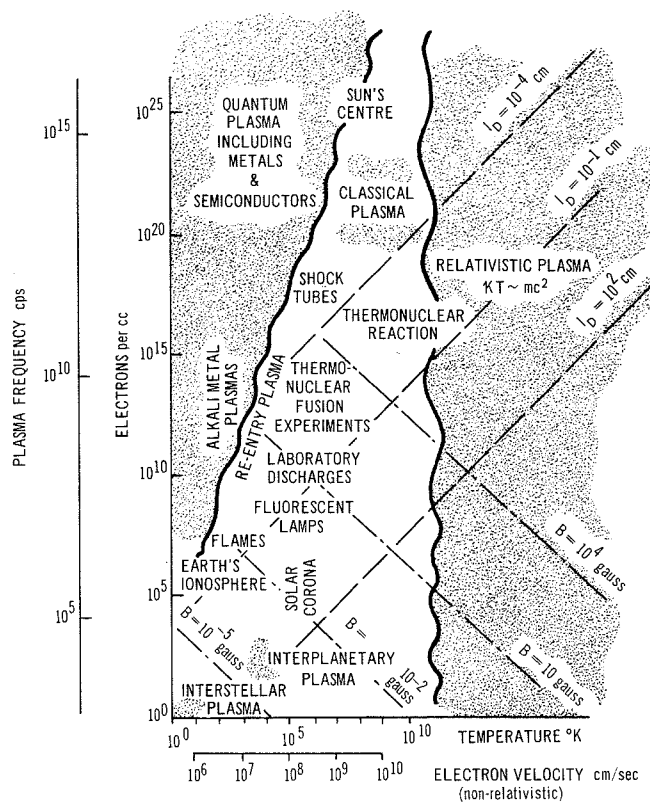 10^25
10^20
10^15
10^10
10^5
10^0
ELECTRONS per cc
10^15
10^10
10^5
PLASMA FREQUENCY cps
QUANTUM
PLASMA
INCLUDING
METALS
&
SEMICONDUCTORS
SUN'S
CENTRE
CLASSICAL
PLASMA
l_D = 10^-4 cm
l_D = 10^-1 cm
l_D = 10^2 cm
RELATIVISTIC PLASMA
KT~ mc^2
SHOCK
TUBES
THERMONUCLEAR
REACTION
ALKALI METAL
PLASMAS
RE-ENTRY PLASMA
THERMO-
NUCLEAR
FUSION
EXPERIMENTS
LABORATORY
DISCHARGES
FLUORESCENT
LAMPS
FLAMES
EARTH'S
IONOSPHERE
SOLAR
CORONA
B = 10^-5
gauss
INTERSTELLAR
PLASMA
INTERPLANETARY
PLASMA
B =
10^-2
gauss
B = 10 gauss
B = 10^4
gauss
10^0
10^5
10^10
TEMPERATURE °K
10^6
10^7
10^8
10^9
10^10
ELECTRON VELOCITY cm/sec
(non-relativistic)